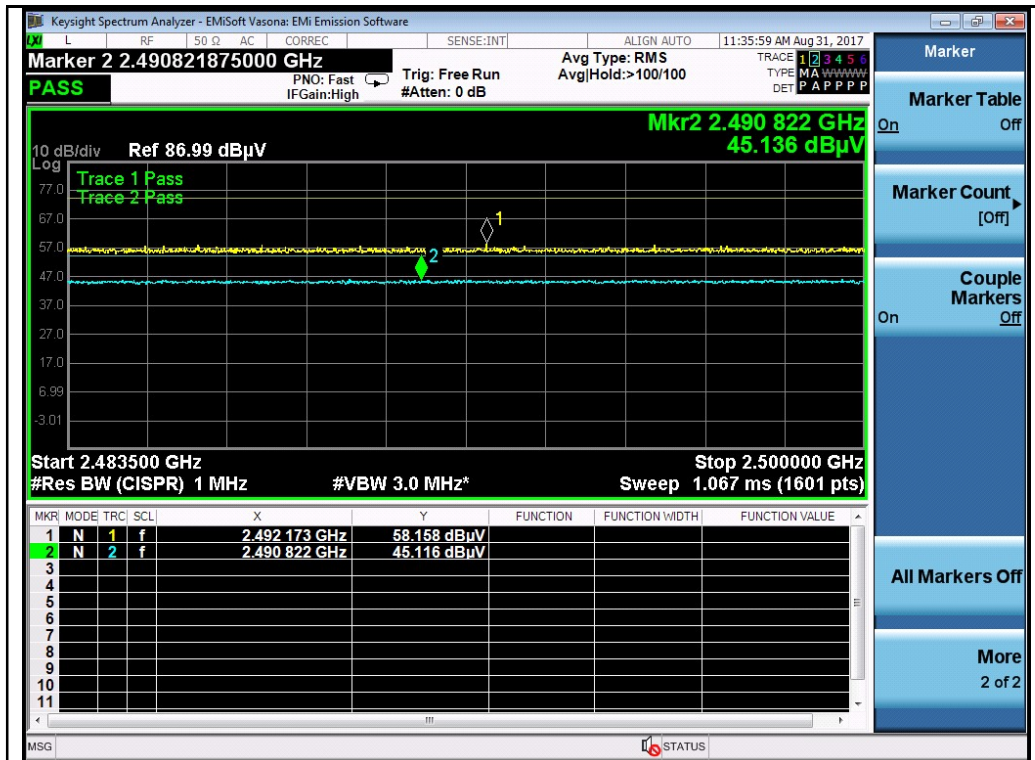 Keysight Spectrum Analyzer - EMiSoft Vasona: EMi Emission Software
LXI L RF 50 Ω AC CORREC SENSE:INT ALIGN AUTO 11:35:59 AM Aug 31, 2017
Marker 2 2.490821875000 GHz
PASS
PNO: Fast
IFGain:High
Trig: Free Run
#Atten: 0 dB
Avg Type: RMS
Avg|Hold:>100/100
TRACE 1 2 3 4 5 6
TYPE M A W W W W
DET P A P P P P
Mkr2 2.490 822 GHz
45.136 dBµV
10 dB/div Ref 86.99 dBµV
Log
Trace 1 Pass
Trace 2 Pass
77.0
67.0
57.0
47.0
37.0
27.0
17.0
6.99
-3.01
1
2
Start 2.483500 GHz Stop 2.500000 GHz
#Res BW (CISPR) 1 MHz #VBW 3.0 MHz* Sweep 1.067 ms (1601 pts)
MKR MODE TRC SCL X Y FUNCTION FUNCTION WIDTH FUNCTION VALUE
1 N 1 f 2.492 173 GHz 58.158 dBµV
2 N 2 f 2.490 822 GHz 45.116 dBµV
3
4
5
6
7
8
9
10
11
MSG STATUS
Marker
Marker Table
On Off
Marker Count
[Off]
Couple
Markers
On Off
All Markers Off
More
2 of 2